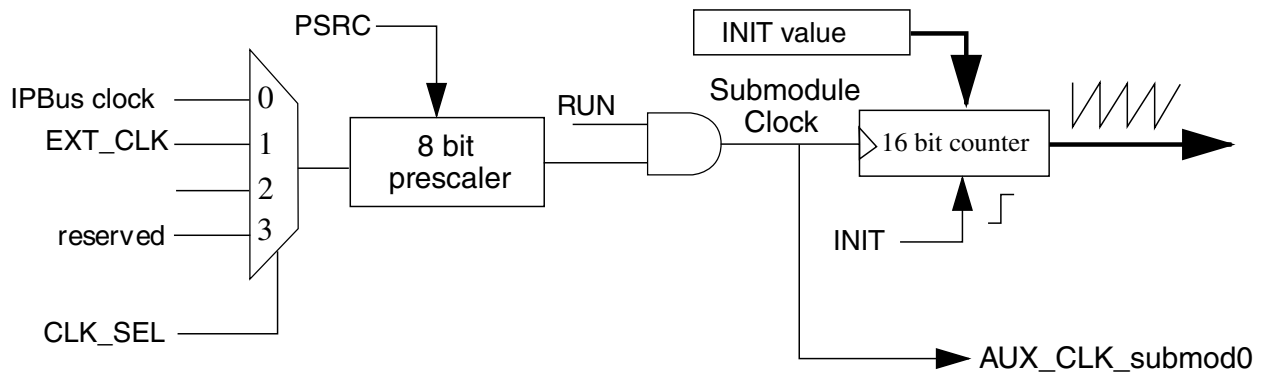 PSRC
INIT value
IPBus clock
0
EXT_CLK
1
2
reserved
3
CLK_SEL
8 bit
prescaler
RUN
Submodule
Clock
16 bit counter
INIT
AUX_CLK_submod0